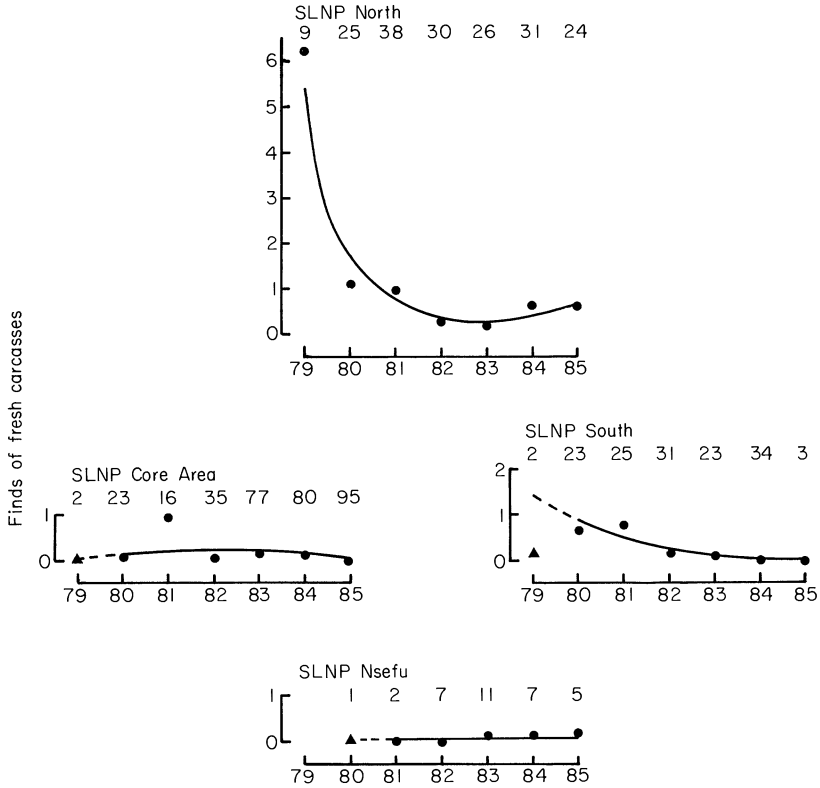 SLNP North
9 25 38 30 26 31 24
6
5
4
3
2
1
0
79 80 81 82 83 84 85
Finds of fresh carcasses
SLNP Core Area
2 23 16 35 77 80 95
1
0
79 80 81 82 83 84 85
SLNP South
2 23 25 31 23 34 3
2
1
0
79 80 81 82 83 84 85
SLNP Nsefu
1 2 7 11 7 5
1
0
79 80 81 82 83 84 85